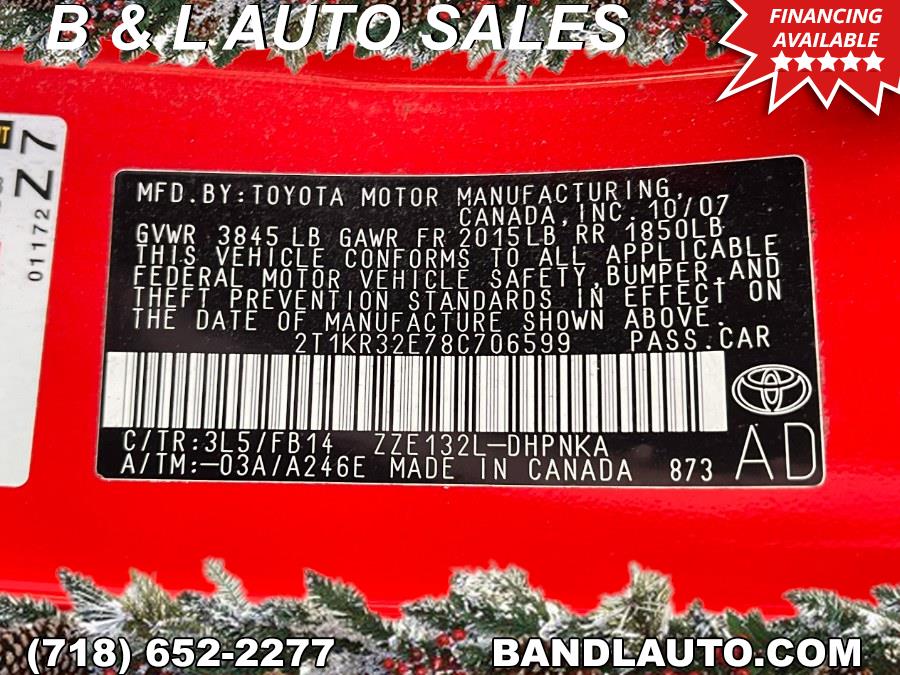 B & L AUTO SALES
FINANCING
AVAILABLE
Z 7
01172
MFD.BY:TOYOTA MOTOR MANUFACTURING,
CANADA,INC. 10/07
GVWR 3845 LB GAWR FR 2015LB RR 1850LB
THIS VEHICLE CONFORMS TO ALL APPLICABLE
FEDERAL MOTOR VEHICLE SAFETY,BUMPER,AND
THEFT PREVENTION STANDARDS IN EFFECT ON
THE DATE OF MANUFACTURE SHOWN ABOVE.
2T1KR32E78C706599 PASS.CAR
C/TR:3L5/FB14 ZZE132L-DHPNKA
A/TM:-03A/A246E MADE IN CANADA 873
AD
(718) 652-2277
BANDLAUTO.COM